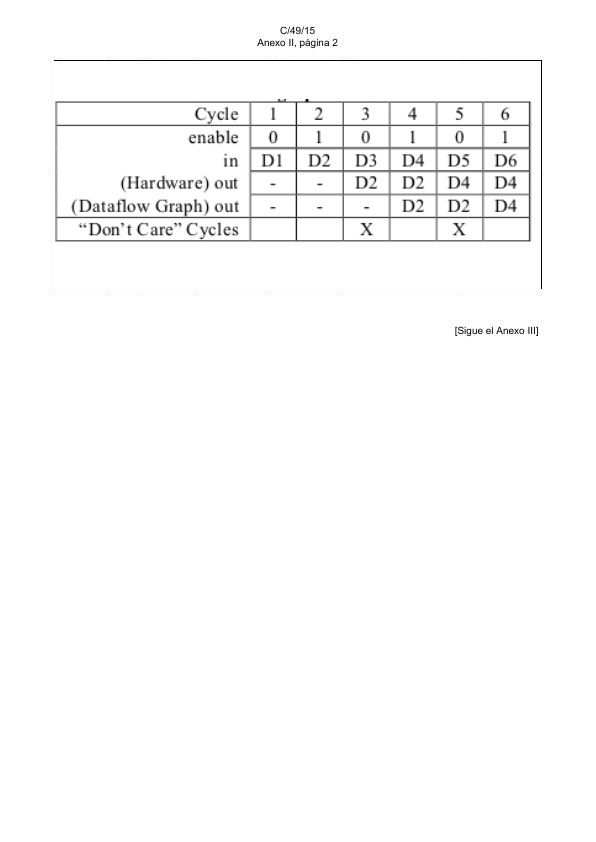 C/49/15
Anexo II, página 2
Cycle 1 2 3 4 5 6
enable 0 1 0 1 0 1
in D1 D2 D3 D4 D5 D6
(Hardware) out - - D2 D2 D4 D4
(Dataflow Graph) out - - - D2 D2 D4
“Don’t Care” Cycles X X
[Sigue el Anexo III]